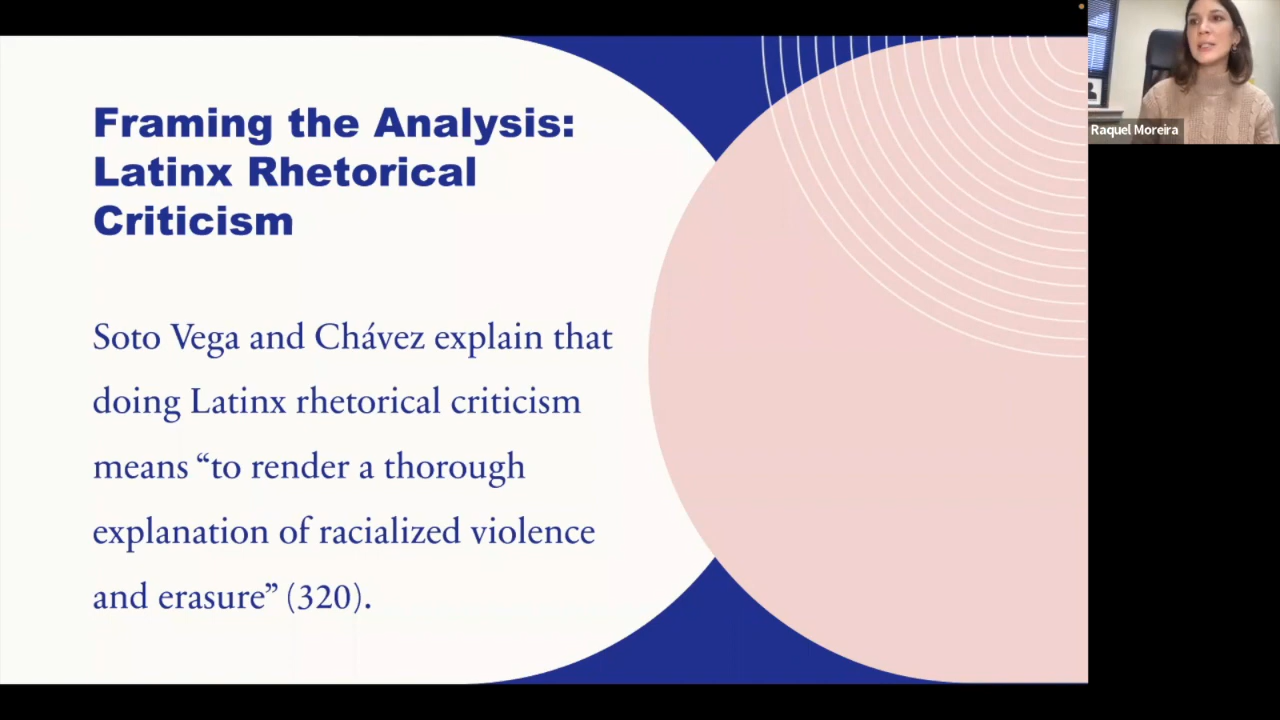 Framing the Analysis:
Latinx Rhetorical
Criticism
Soto Vega and Chávez explain that
doing Latinx rhetorical criticism
means “to render a thorough
explanation of racialized violence
and erasure” (320).
Raquel Moreira